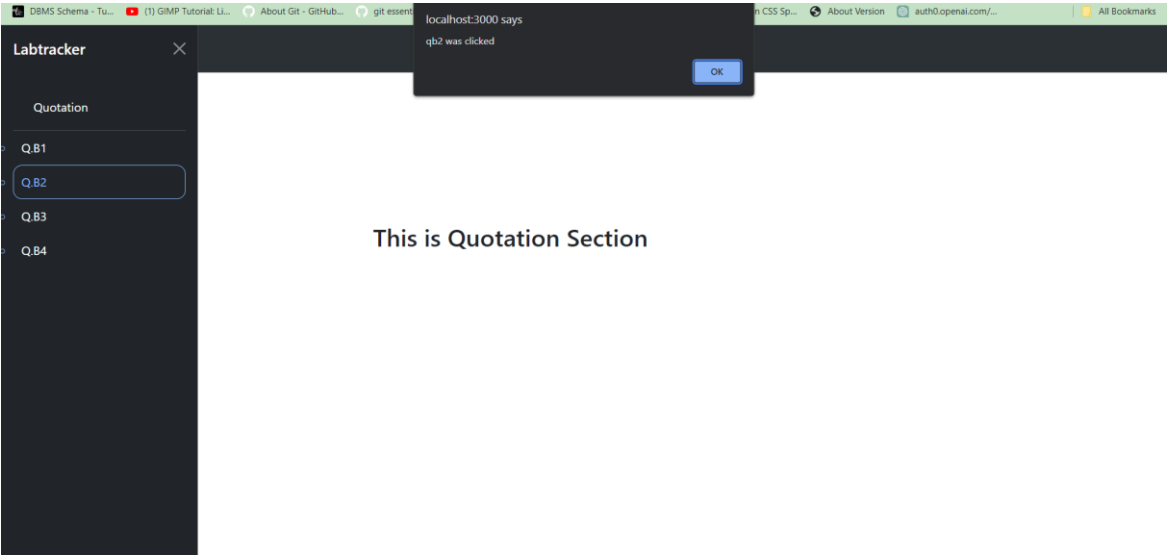 DBMS Schema - Tu...
(1) GIMP Tutorial: Li...
About Git - GitHub...
git essent
n CSS Sp...
About Version
auth0.openai.com/...
All Bookmarks
localhost:3000 says
qb2 was clicked
OK
Labtracker
Quotation
Q.B1
Q.B2
Q.B3
Q.B4
This is Quotation Section